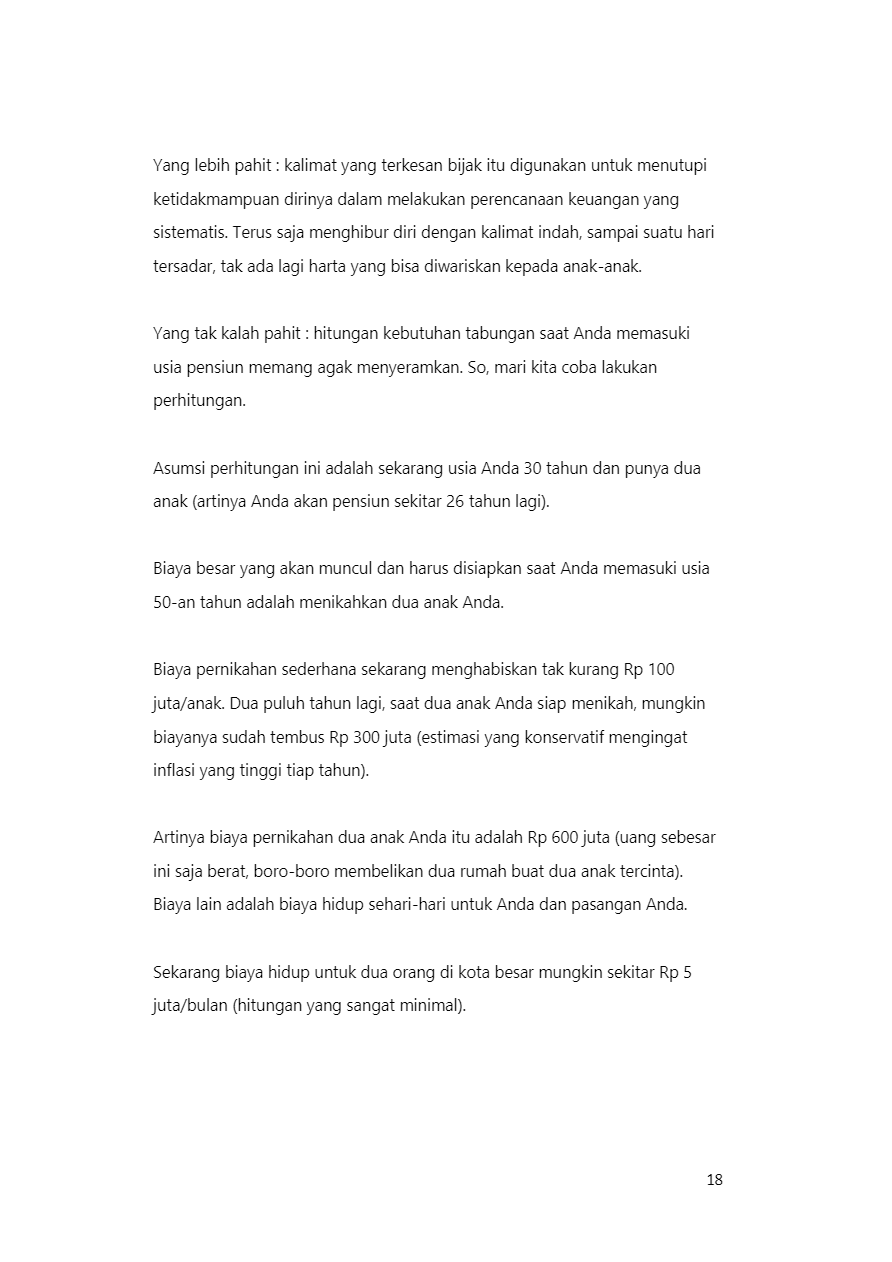 Yang lebih pahit : kalimat yang terkesan bijak itu digunakan untuk menutupi
ketidakmampuan dirinya dalam melakukan perencanaan keuangan yang
sistematis. Terus saja menghibur diri dengan kalimat indah, sampai suatu hari
tersadar, tak ada lagi harta yang bisa diwariskan kepada anak-anak.
Yang tak kalah pahit : hitungan kebutuhan tabungan saat Anda memasuki
usia pensiun memang agak menyeramkan. So, mari kita coba lakukan
perhitungan.
Asumsi perhitungan ini adalah sekarang usia Anda 30 tahun dan punya dua
anak (artinya Anda akan pensiun sekitar 26 tahun lagi).
Biaya besar yang akan muncul dan harus disiapkan saat Anda memasuki usia
50-an tahun adalah menikahkan dua anak Anda.
Biaya pernikahan sederhana sekarang menghabiskan tak kurang Rp 100
juta/anak. Dua puluh tahun lagi, saat dua anak Anda siap menikah, mungkin
biayanya sudah tembus Rp 300 juta (estimasi yang konservatif mengingat
inflasi yang tinggi tiap tahun).
Artinya biaya pernikahan dua anak Anda itu adalah Rp 600 juta (uang sebesar
ini saja berat, boro-boro membelikan dua rumah buat dua anak tercinta).
Biaya lain adalah biaya hidup sehari-hari untuk Anda dan pasangan Anda.
Sekarang biaya hidup untuk dua orang di kota besar mungkin sekitar Rp 5
juta/bulan (hitungan yang sangat minimal).
18